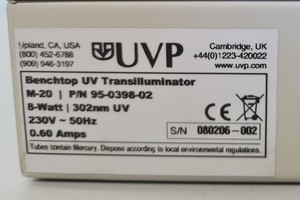 Upland, CA, USA
(800) 452-6788
(909) 946-3197
UVP
Cambridge, UK
+44(0)1223-420022
www.uvp.com
Benchtop UV Transilluminator
M-20 | P/N 95-0398-02
8-Watt | 302nm UV
230V ~ 50Hz
0.60 Amps
CE
S/N 080206-002
Tubes contain Mercury. Dispose according to existing regulations.